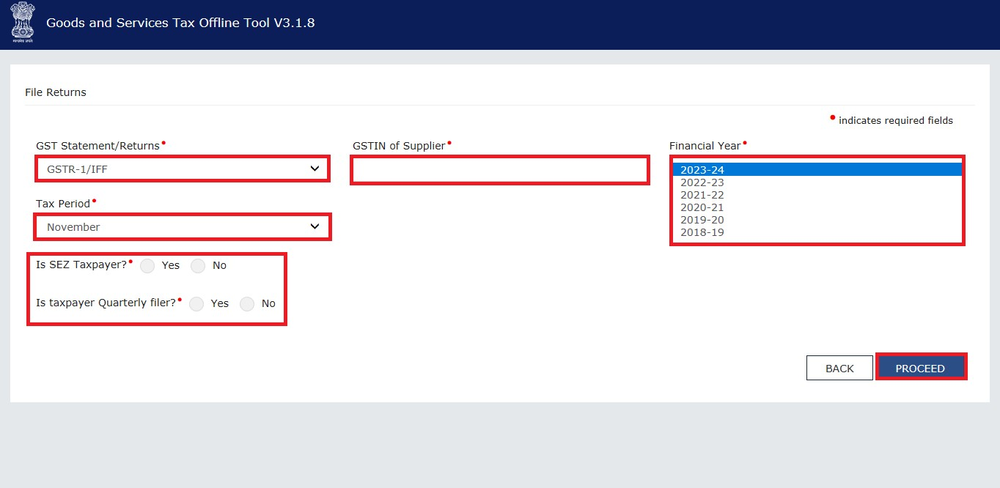 Goods and Services Tax Offline Tool V3.1.8
File Returns
• indicates required fields
GST Statement/Returns•
GSTR-1/IFF
GSTIN of Supplier•
Financial Year•
2023-24
2022-23
2021-22
2020-21
2019-20
2018-19
Tax Period•
November
Is SEZ Taxpayer?• Yes No
Is taxpayer Quarterly filer?• Yes No
BACK PROCEED